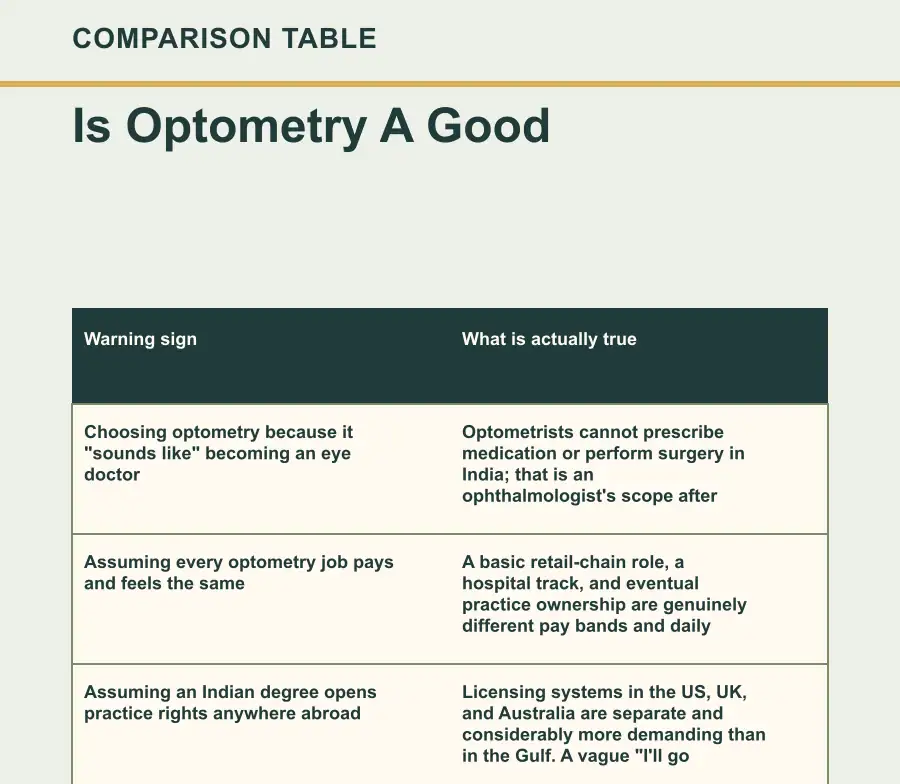 COMPARISON TABLE
Is Optometry A Good
Warning sign
What is actually true
Choosing optometry because it
"sounds like" becoming an eye
doctor
Optometrists cannot prescribe
medication or perform surgery in
India; that is an
ophthalmologist's scope after
Assuming every optometry job pays
and feels the same
A basic retail-chain role, a
hospital track, and eventual
practice ownership are genuinely
different pay bands and daily
Assuming an Indian degree opens
practice rights anywhere abroad
Licensing systems in the US, UK,
and Australia are separate and
considerably more demanding than
in the Gulf. A vague "I'll go